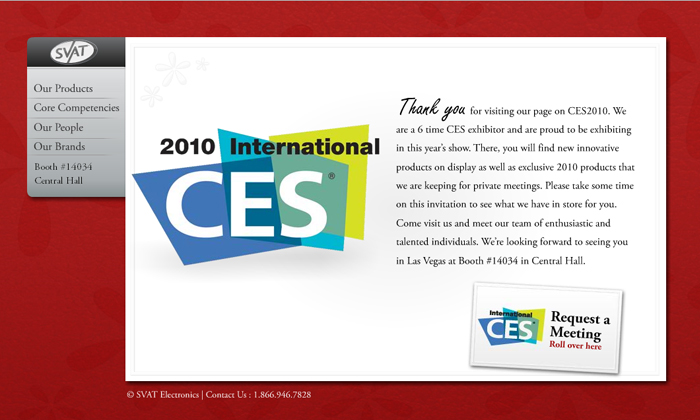 SVAT
Our Products
Core Competencies
Our People
Our Brands
Booth #14034
Central Hall
2010 International
CES®
Thank you for visiting our page on CES2010. We
are a 6 time CES exhibitor and are proud to be exhibiting
in this year's show. There, you will find new innovative
products on display as well as exclusive 2010 products that
we are keeping for private meetings. Please take some time
on this invitation to see what we have in store for you.
Come visit us and meet our team of enthusiastic and
talented individuals. We're looking forward to seeing you
in Las Vegas at Booth #14034 in Central Hall.
International
CES
Request a
Meeting
Roll over here
© SVAT Electronics | Contact Us : 1.866.946.7828